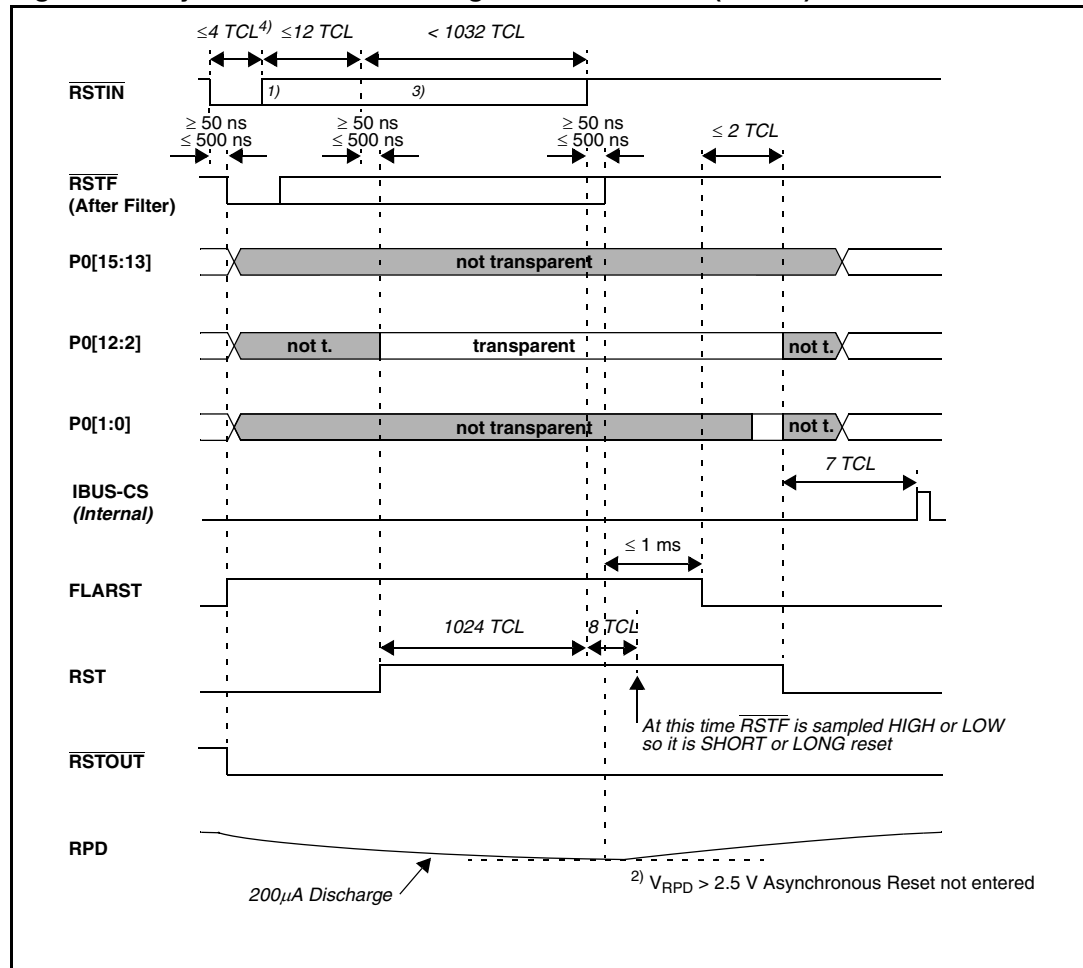 ≤4 TCL4) ≤12 TCL < 1032 TCL
RSTIN 1) 3)
≥ 50 ns ≥ 50 ns ≥ 50 ns ≤ 2 TCL
≤ 500 ns ≤ 500 ns ≤ 500 ns
RSTF
(After Filter)
P0[15:13] not transparent
P0[12:2] not t. transparent not t.
P0[1:0] not transparent not t.
7 TCL
IBUS-CS
(Internal)
≤ 1 ms
FLARST
1024 TCL 8 TCL
RST
At this time RSTF is sampled HIGH or LOW
so it is SHORT or LONG reset
RSTOUT
RPD
200μA Discharge
2) VRPD > 2.5 V Asynchronous Reset not entered